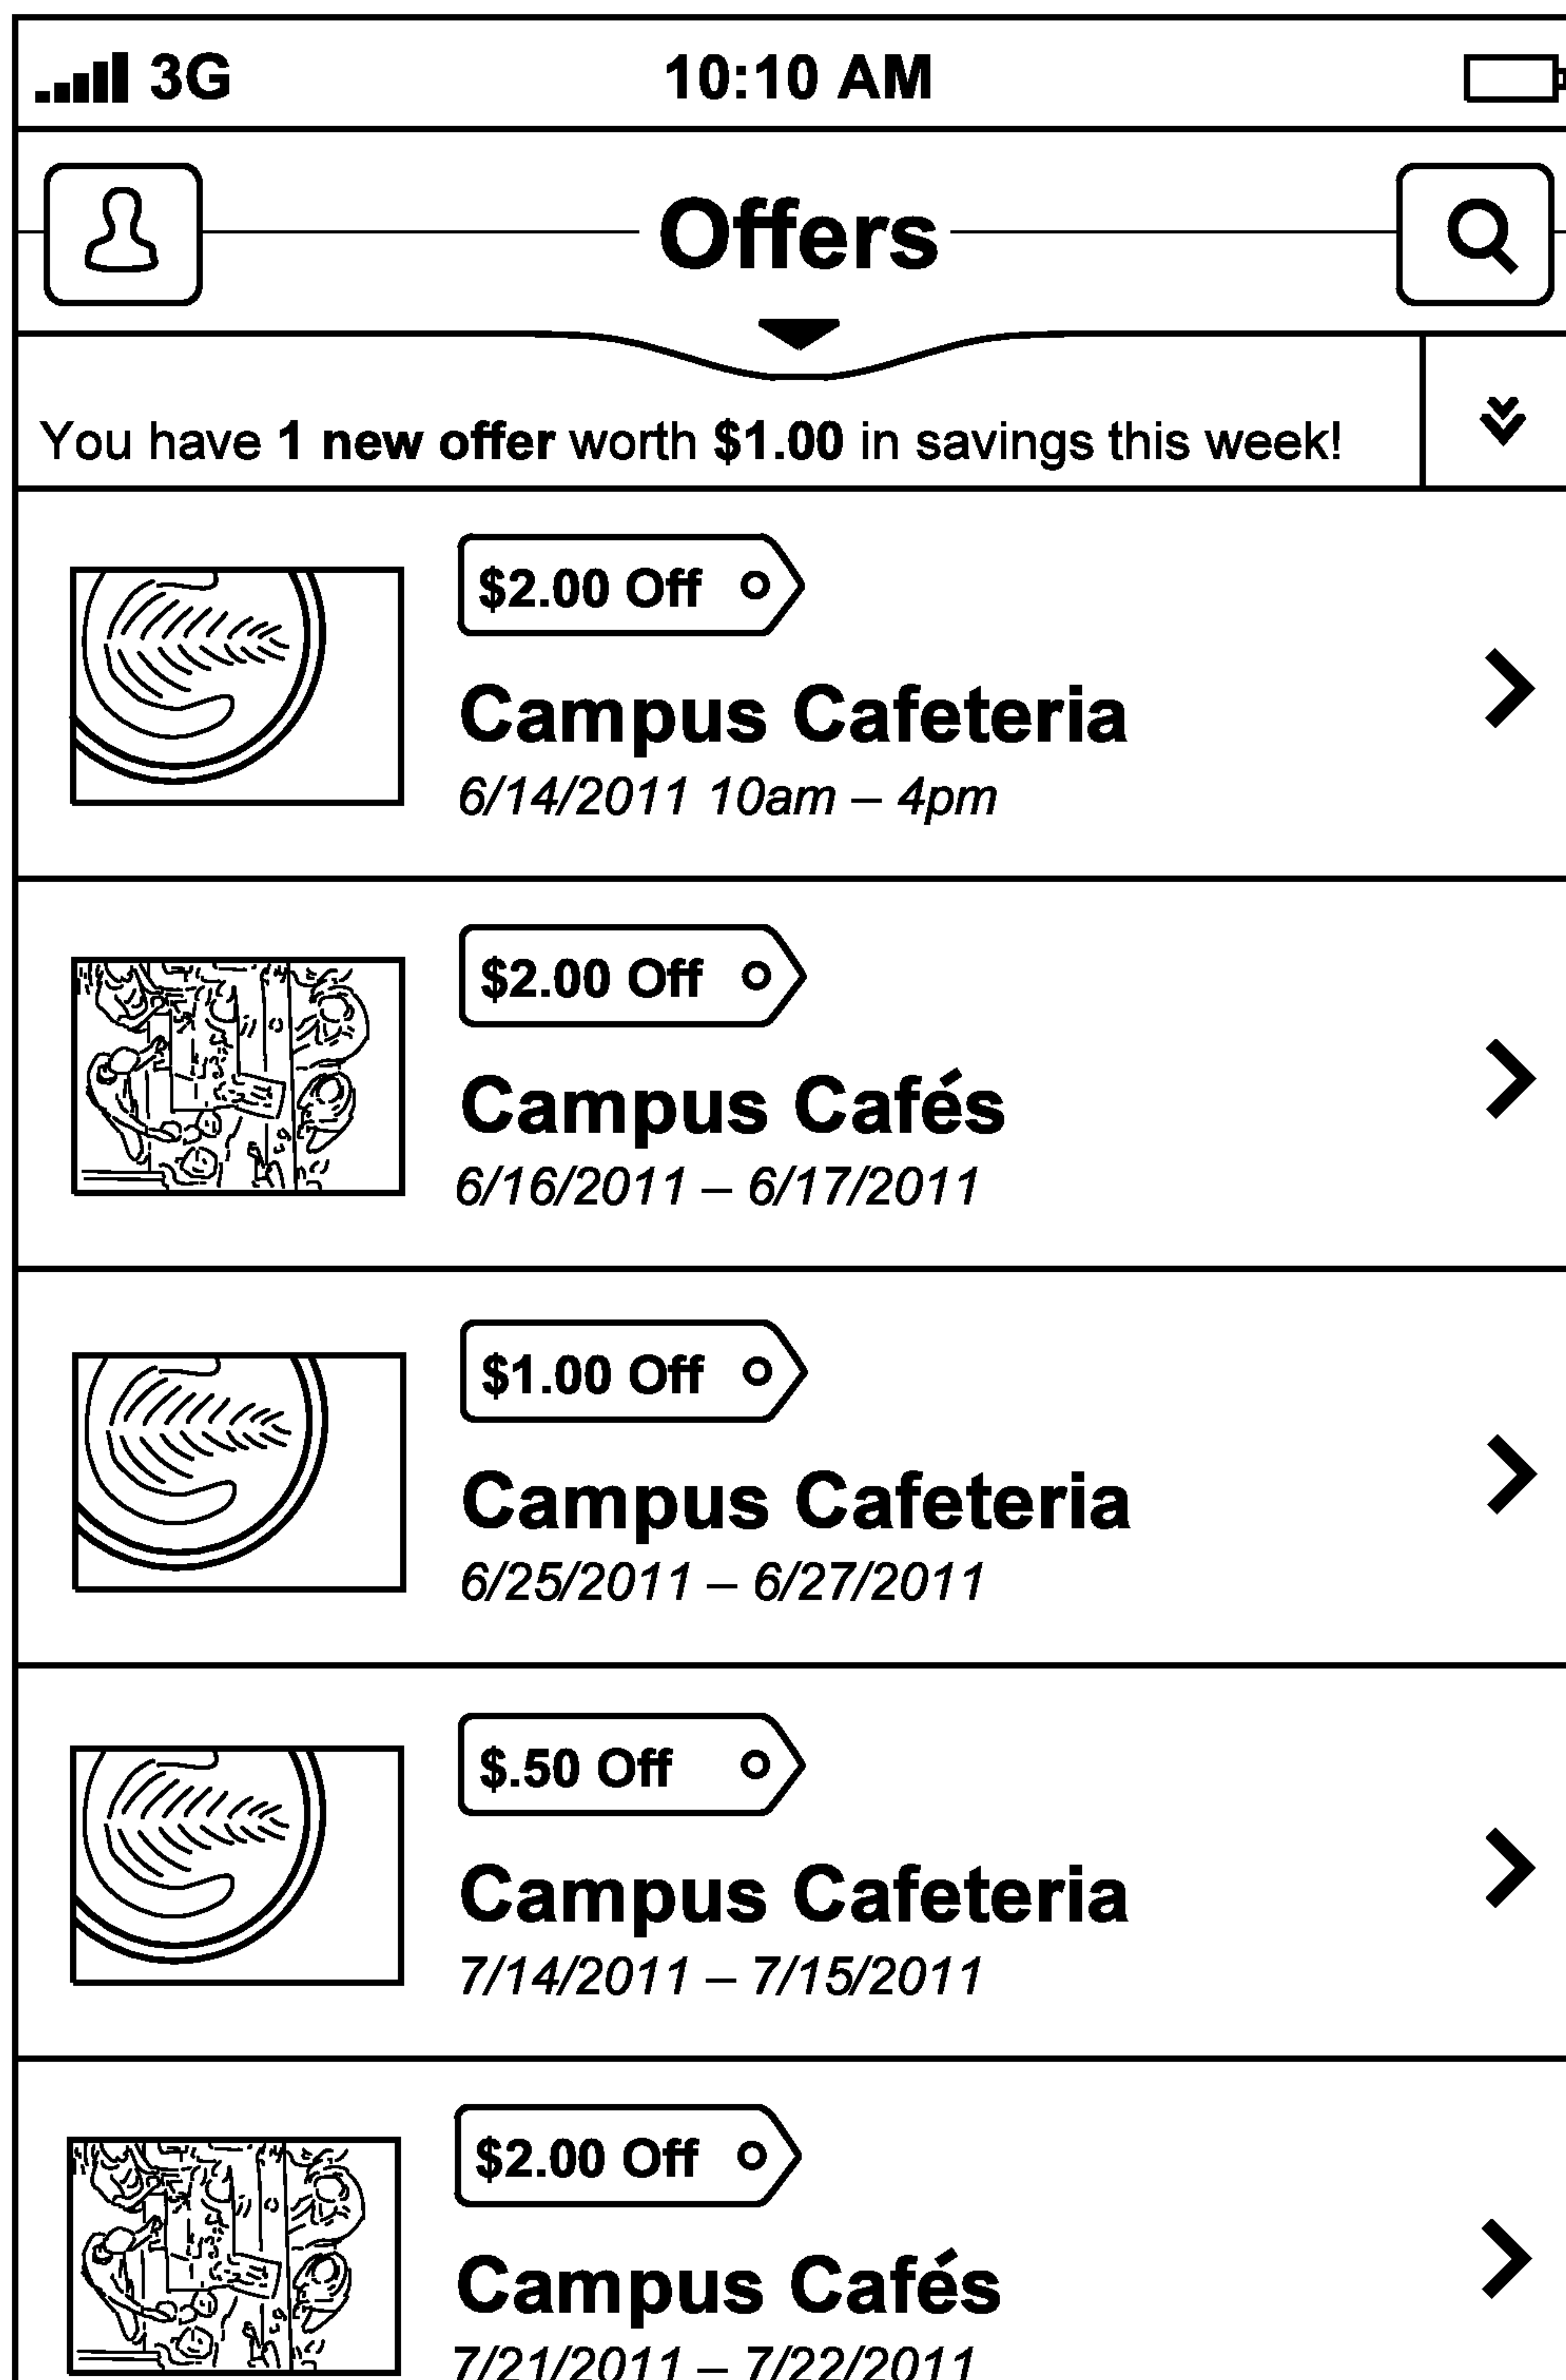 3G 10:10 AM
Offers
You have 1 new offer worth $1.00 in savings this week!
$2.00 Off
Campus Cafeteria
6/14/2011 10am – 4pm
$2.00 Off
Campus Cafés
6/16/2011 – 6/17/2011
$1.00 Off
Campus Cafeteria
6/25/2011 – 6/27/2011
$.50 Off
Campus Cafeteria
7/14/2011 – 7/15/2011
$2.00 Off
Campus Cafés
7/21/2011 – 7/22/2011